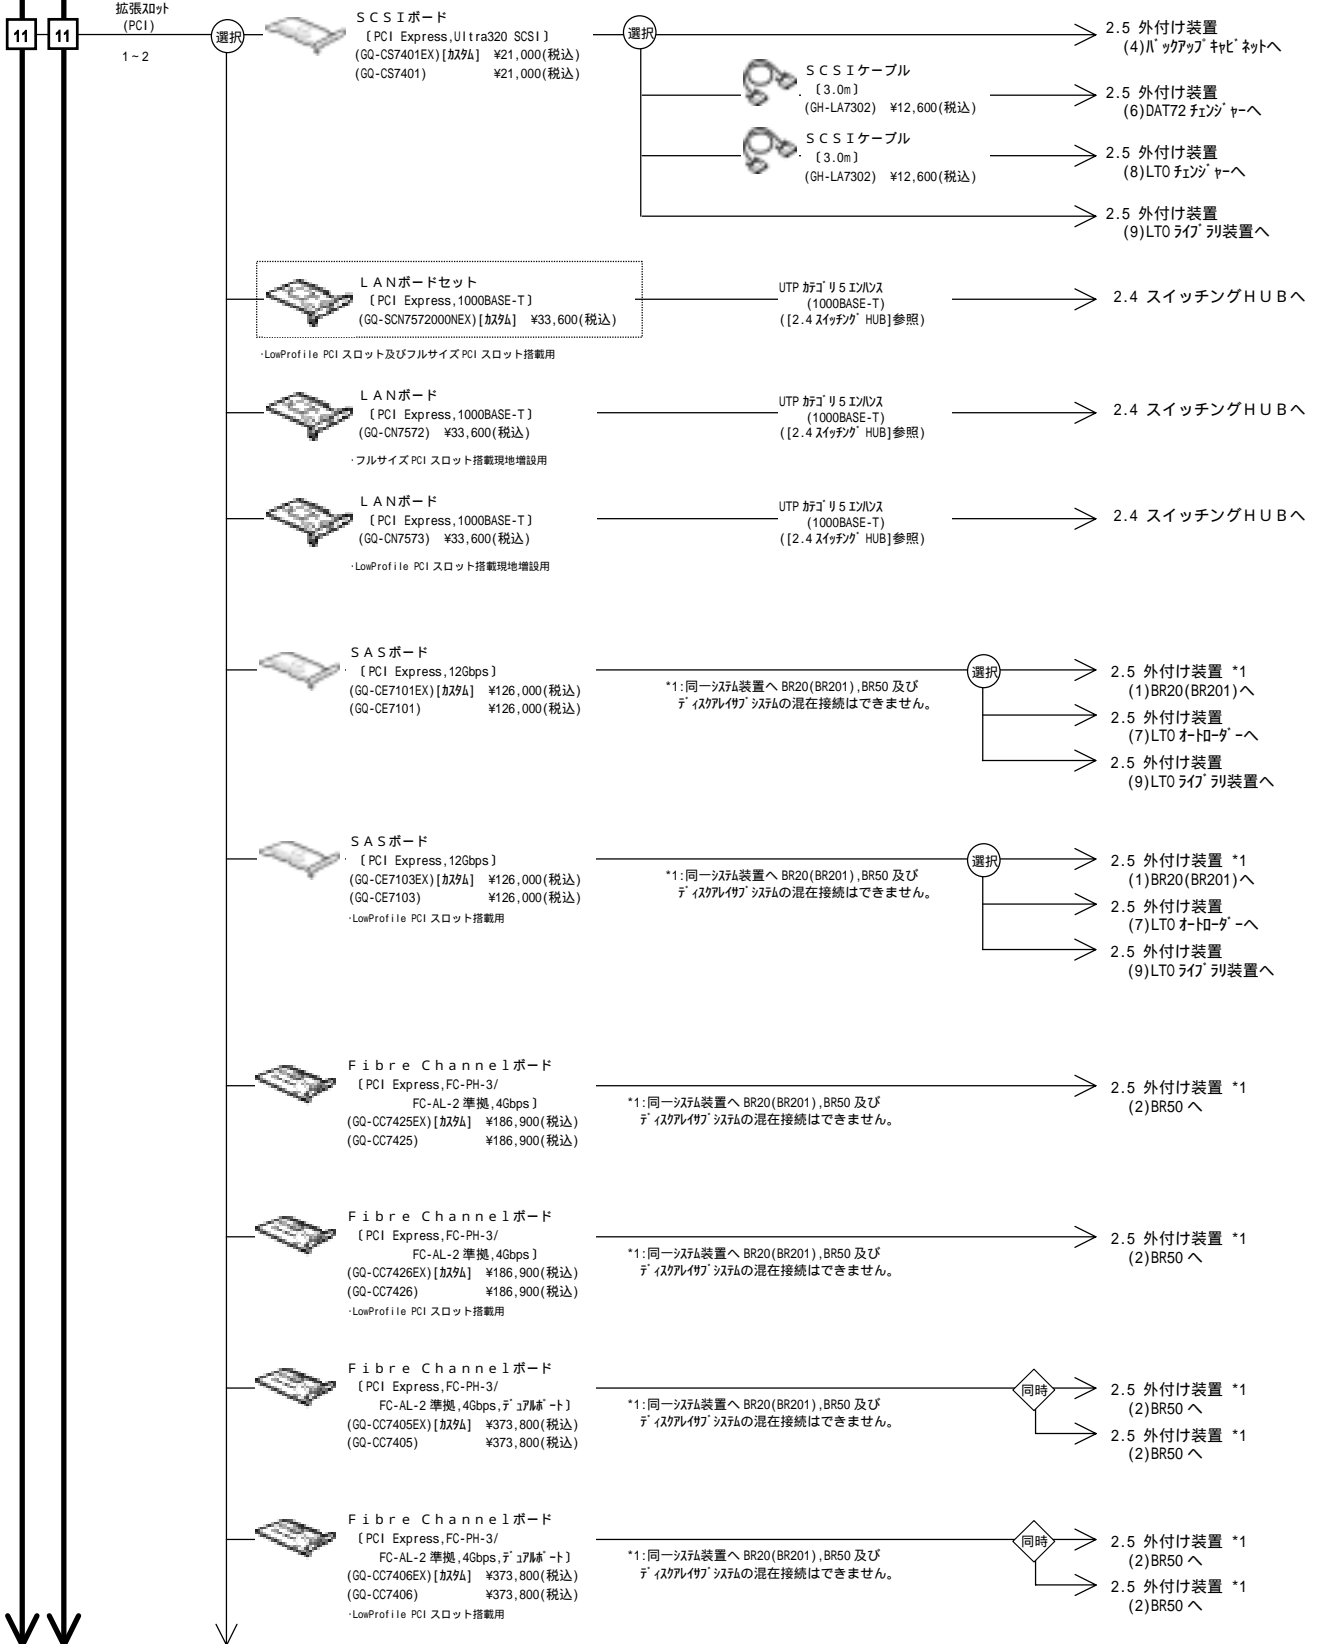 拡張スロット
(PCI)
1~2
11
11
選択
SCSIボード
〔PCI Express,Ultra320 SCSI〕
(GQ-CS7401EX)[カスタム] ¥21,000(税込)
(GQ-CS7401) ¥21,000(税込)
選択
2.5 外付け装置
(4)バックアップキャビネットへ
SCSIケーブル
〔3.0m〕
(GH-LA7302) ¥12,600(税込)
2.5 外付け装置
(6)DAT72 チェンジャーへ
SCSIケーブル
〔3.0m〕
(GH-LA7302) ¥12,600(税込)
2.5 外付け装置
(8)LTO チェンジャーへ
2.5 外付け装置
(9)LTO ライブラリ装置へ
LANボードセット
〔PCI Express,1000BASE-T〕
(GQ-SCN7572000NEX)[カスタム] ¥33,600(税込)
UTP カテゴリ 5 エンハンス
(1000BASE-T)
([2.4 スイッチング HUB]参照)
2.4 スイッチングHUBへ
·LowProfile PCI スロット及びフルサイズ PCI スロット搭載用
LANボード
〔PCI Express,1000BASE-T〕
(GQ-CN7572) ¥33,600(税込)
UTP カテゴリ 5 エンハンス
(1000BASE-T)
([2.4 スイッチング HUB]参照)
2.4 スイッチングHUBへ
·フルサイズ PCI スロット搭載現地増設用
LANボード
〔PCI Express,1000BASE-T〕
(GQ-CN7573) ¥33,600(税込)
UTP カテゴリ 5 エンハンス
(1000BASE-T)
([2.4 スイッチング HUB]参照)
2.4 スイッチングHUBへ
·LowProfile PCI スロット搭載現地増設用
SASボード
〔PCI Express,12Gbps〕
(GQ-CE7101EX)[カスタム] ¥126,000(税込)
(GQ-CE7101) ¥126,000(税込)
*1:同一システム装置へ BR20(BR201),BR50 及び
ディスクアレイサブシステムの混在接続はできません。
選択
2.5 外付け装置 *1
(1)BR20(BR201)へ
2.5 外付け装置
(7)LTO オートローダーへ
2.5 外付け装置
(9)LTO ライブラリ装置へ
SASボード
〔PCI Express,12Gbps〕
(GQ-CE7103EX)[カスタム] ¥126,000(税込)
(GQ-CE7103) ¥126,000(税込)
·LowProfile PCI スロット搭載用
*1:同一システム装置へ BR20(BR201),BR50 及び
ディスクアレイサブシステムの混在接続はできません。
選択
2.5 外付け装置 *1
(1)BR20(BR201)へ
2.5 外付け装置
(7)LTO オートローダーへ
2.5 外付け装置
(9)LTO ライブラリ装置へ
Fibre Channelボード
〔PCI Express,FC-PH-3/
FC-AL-2 準拠,4Gbps〕
(GQ-CC7425EX)[カスタム] ¥186,900(税込)
(GQ-CC7425) ¥186,900(税込)
*1:同一システム装置へ BR20(BR201),BR50 及び
ディスクアレイサブシステムの混在接続はできません。
2.5 外付け装置 *1
(2)BR50 へ
Fibre Channelボード
〔PCI Express,FC-PH-3/
FC-AL-2 準拠,4Gbps〕
(GQ-CC7426EX)[カスタム] ¥186,900(税込)
(GQ-CC7426) ¥186,900(税込)
·LowProfile PCI スロット搭載用
*1:同一システム装置へ BR20(BR201),BR50 及び
ディスクアレイサブシステムの混在接続はできません。
2.5 外付け装置 *1
(2)BR50 へ
Fibre Channelボード
〔PCI Express,FC-PH-3/
FC-AL-2 準拠,4Gbps,デュアルポート〕
(GQ-CC7405EX)[カスタム] ¥373,800(税込)
(GQ-CC7405) ¥373,800(税込)
*1:同一システム装置へ BR20(BR201),BR50 及び
ディスクアレイサブシステムの混在接続はできません。
同時
2.5 外付け装置 *1
(2)BR50 へ
2.5 外付け装置 *1
(2)BR50 へ
Fibre Channelボード
〔PCI Express,FC-PH-3/
FC-AL-2 準拠,4Gbps,デュアルポート〕
(GQ-CC7406EX)[カスタム] ¥373,800(税込)
(GQ-CC7406) ¥373,800(税込)
·LowProfile PCI スロット搭載用
*1:同一システム装置へ BR20(BR201),BR50 及び
ディスクアレイサブシステムの混在接続はできません。
同時
2.5 外付け装置 *1
(2)BR50 へ
2.5 外付け装置 *1
(2)BR50 へ